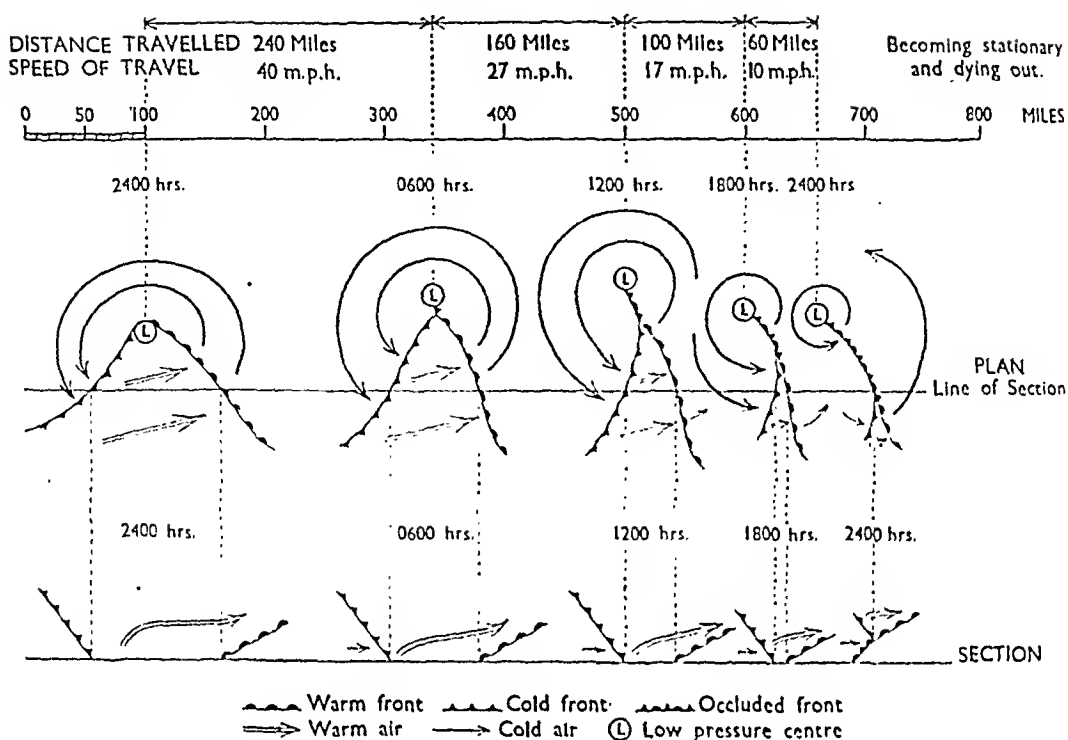 DISTANCE TRAVELLED 240 Miles 160 Miles 100 Miles 60 Miles Becoming stationary
SPEED OF TRAVEL 40 m.p.h. 27 m.p.h. 17 m.p.h. 10 m.p.h. and dying out.
0 50 100 200 300 400 500 600 700 800 MILES
2400 hrs. 0600 hrs. 1200 hrs. 1800 hrs. 2400 hrs
L L L L L
PLAN
Line of Section
2400 hrs. 0600 hrs. 1200 hrs. 1800 hrs. 2400 hrs.
SECTION
Warm front Cold front Occluded front
Warm air Cold air L Low pressure centre